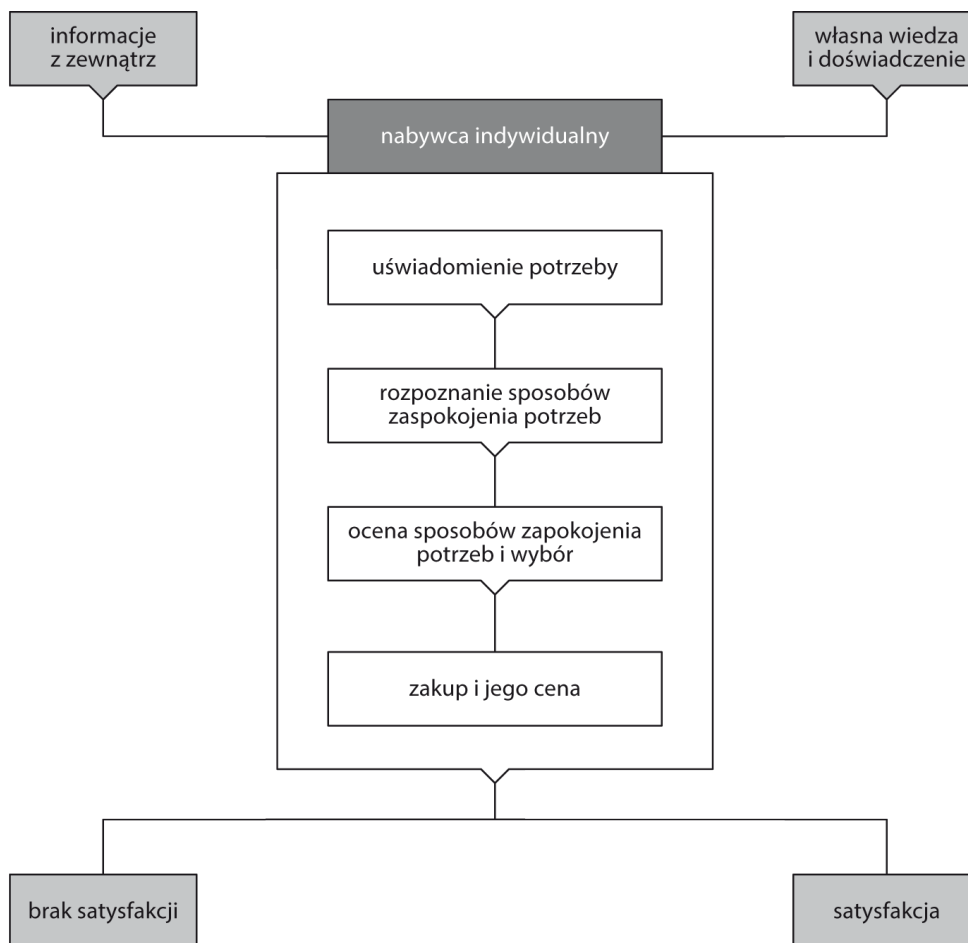 informacje
z zewnątrz
własna wiedza
i doświadczenie
nabywca indywidualny
uświadomienie potrzeby
rozpoznanie sposobów
zaspokojenia potrzeb
ocena sposobów zapokojenia
potrzeb i wybór
zakup i jego cena
brak satysfakcji
satysfakcja